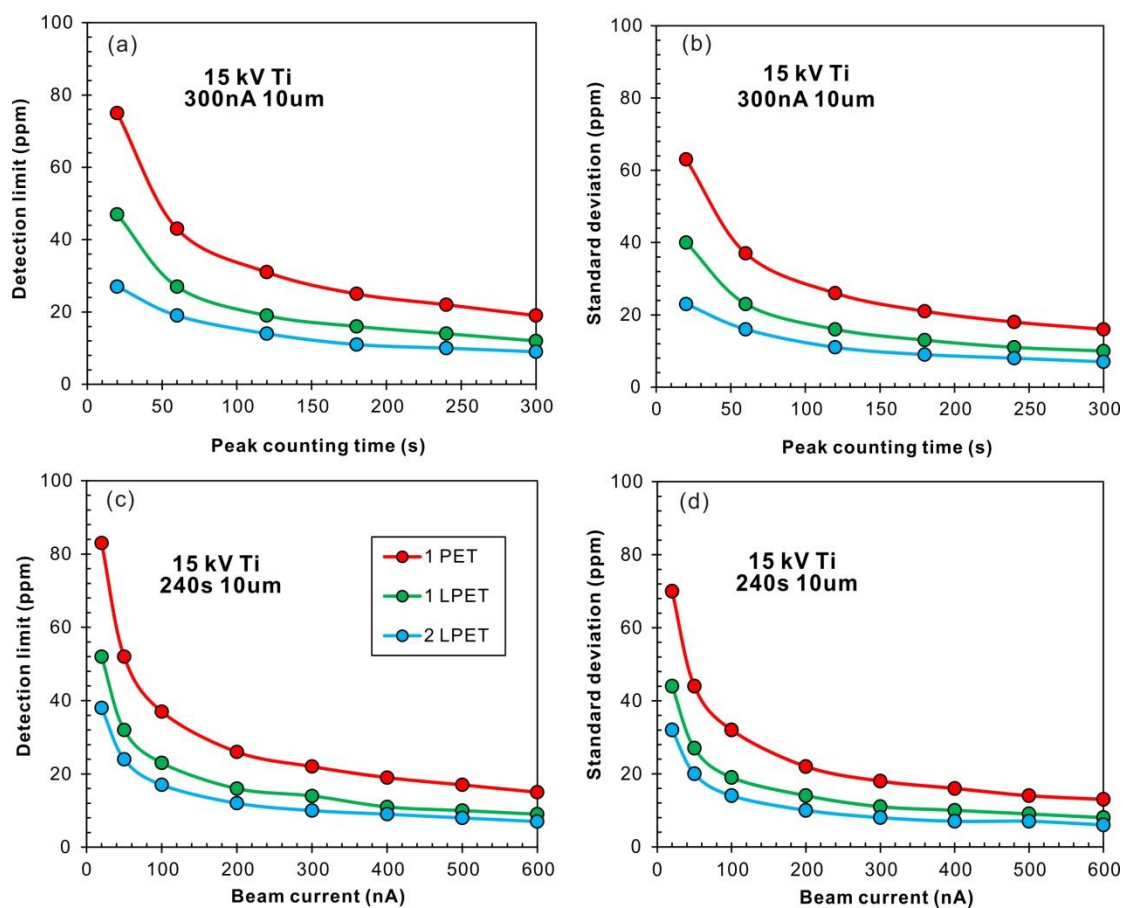 (a)
15 kV Ti
300nA 10um
Detection limit (ppm)
100
80
60
40
20
0
0 50 100 150 200 250 300
Peak counting time (s)
(b)
15 kV Ti
300nA 10um
Standard deviation (ppm)
100
80
60
40
20
0
0 50 100 150 200 250 300
Peak counting time (s)
(c)
15 kV Ti
240s 10um
1 PET
1 LPET
2 LPET
Detection limit (ppm)
100
80
60
40
20
0
0 100 200 300 400 500 600
Beam current (nA)
(d)
15 kV Ti
240s 10um
Standard deviation (ppm)
100
80
60
40
20
0
0 100 200 300 400 500 600
Beam current (nA)